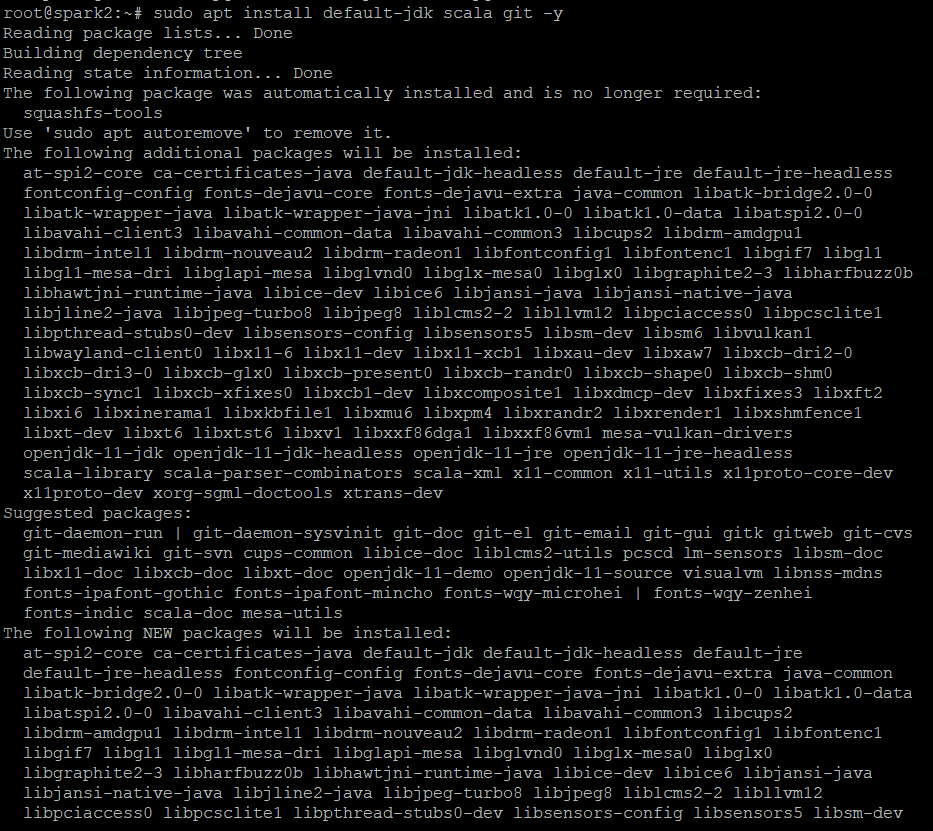 root@spark2:~# sudo apt install default-jdk scala git -y
Reading package lists... Done
Building dependency tree
Reading state information... Done
The following package was automatically installed and is no longer required:
  squashfs-tools
Use 'sudo apt autoremove' to remove it.
The following additional packages will be installed:
  at-spi2-core ca-certificates-java default-jdk-headless default-jre default-jre-headless
  fontconfig-config fonts-dejavu-core fonts-dejavu-extra java-common libatk-bridge2.0-0
  libatk-wrapper-java libatk-wrapper-java-jni libatk1.0-0 libatk1.0-data libatspi2.0-0
  libavahi-client3 libavahi-common-data libavahi-common3 libcups2 libdrm-amdgpu1
  libdrm-intel1 libdrm-nouveau2 libdrm-radeon1 libfontconfig1 libfontenc1 libgif7 libgl1
  libgl1-mesa-dri libglapi-mesa libglvnd0 libglx-mesa0 libglx0 libgraphite2-3 libharfbuzz0b
  libhawtjni-runtime-java libice-dev libice6 libjansi-java libjansi-native-java
  libjline2-java libjpeg-turbo8 libjpeg8 liblcms2-2 libllvm12 libpciaccess0 libpcsclite1
  libpthread-stubs0-dev libsensors-config libsensors5 libsm-dev libsm6 libvulkan1
  libwayland-client0 libx11-6 libx11-dev libx11-xcb1 libxau-dev libxaw7 libxcb-dri2-0
  libxcb-dri3-0 libxcb-glx0 libxcb-present0 libxcb-randr0 libxcb-shape0 libxcb-shm0
  libxcb-sync1 libxcb-xfixes0 libxcb1-dev libxcomposite1 libxdmcp-dev libxfixes3 libxft2
  libxi6 libxinerama1 libxkbfile1 libxmu6 libxpm4 libxrandr2 libxrender1 libxshmfence1
  libxt-dev libxt6 libxtst6 libxv1 libxxf86dga1 libxxf86vm1 mesa-vulkan-drivers
  openjdk-11-jdk openjdk-11-jdk-headless openjdk-11-jre openjdk-11-jre-headless
  scala-library scala-parser-combinators scala-xml x11-common x11-utils x11proto-core-dev
  x11proto-dev xorg-sgml-doctools xtrans-dev
Suggested packages:
  git-daemon-run | git-daemon-sysvinit git-doc git-el git-email git-gui gitk gitweb git-cvs
  git-mediawiki git-svn cups-common libice-doc liblcms2-utils pcscd lm-sensors libsm-doc
  libx11-doc libxcb-doc libxt-doc openjdk-11-demo openjdk-11-source visualvm libnss-mdns
  fonts-ipafont-gothic fonts-ipafont-mincho fonts-wqy-microhei | fonts-wqy-zenhei
  fonts-indic scala-doc mesa-utils
The following NEW packages will be installed:
  at-spi2-core ca-certificates-java default-jdk default-jdk-headless default-jre
  default-jre-headless fontconfig-config fonts-dejavu-core fonts-dejavu-extra java-common
  libatk-bridge2.0-0 libatk-wrapper-java libatk-wrapper-java-jni libatk1.0-0 libatk1.0-data
  libatspi2.0-0 libavahi-client3 libavahi-common-data libavahi-common3 libcups2
  libdrm-amdgpu1 libdrm-intel1 libdrm-nouveau2 libdrm-radeon1 libfontconfig1 libfontenc1
  libgif7 libgl1 libgl1-mesa-dri libglapi-mesa libglvnd0 libglx-mesa0 libglx0
  libgraphite2-3 libharfbuzz0b libhawtjni-runtime-java libice-dev libice6 libjansi-java
  libjansi-native-java libjline2-java libjpeg-turbo8 libjpeg8 liblcms2-2 libllvm12
  libpciaccess0 libpcsclite1 libpthread-stubs0-dev libsensors-config libsensors5 libsm-dev